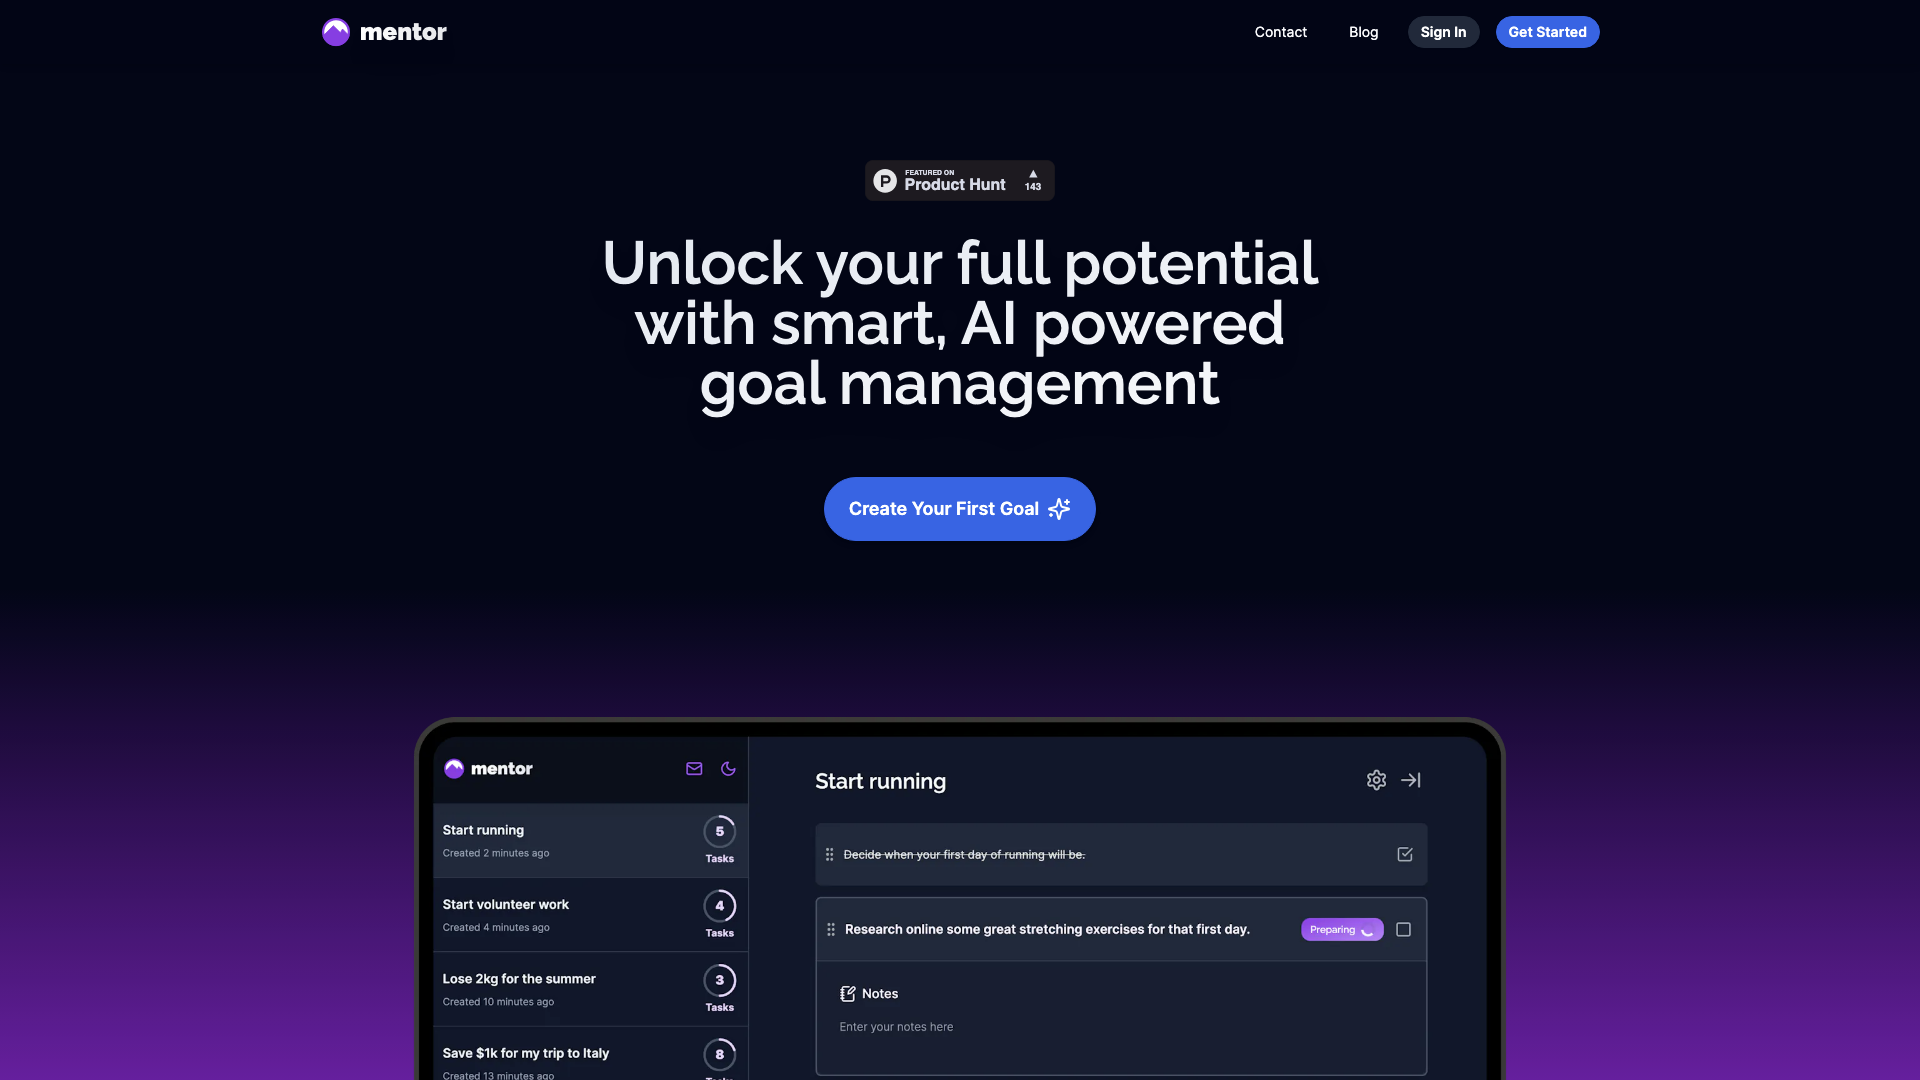 mentor
Contact
Blog
Sign In
Get Started
FEATURED ON
Product Hunt
143
Unlock your full potential
with smart, AI powered
goal management
Create Your First Goal
mentor
Start running
Created 2 minutes ago
5
Tasks
Start volunteer work
Created 4 minutes ago
4
Tasks
Lose 2kg for the summer
Created 10 minutes ago
3
Tasks
Save $1k for my trip to Italy
Created 13 minutes ago
8
Tasks
Start running
Decide when your first day of running will be.
Research online some great stretching exercises for that first day.
Preparing
Notes
Enter your notes here